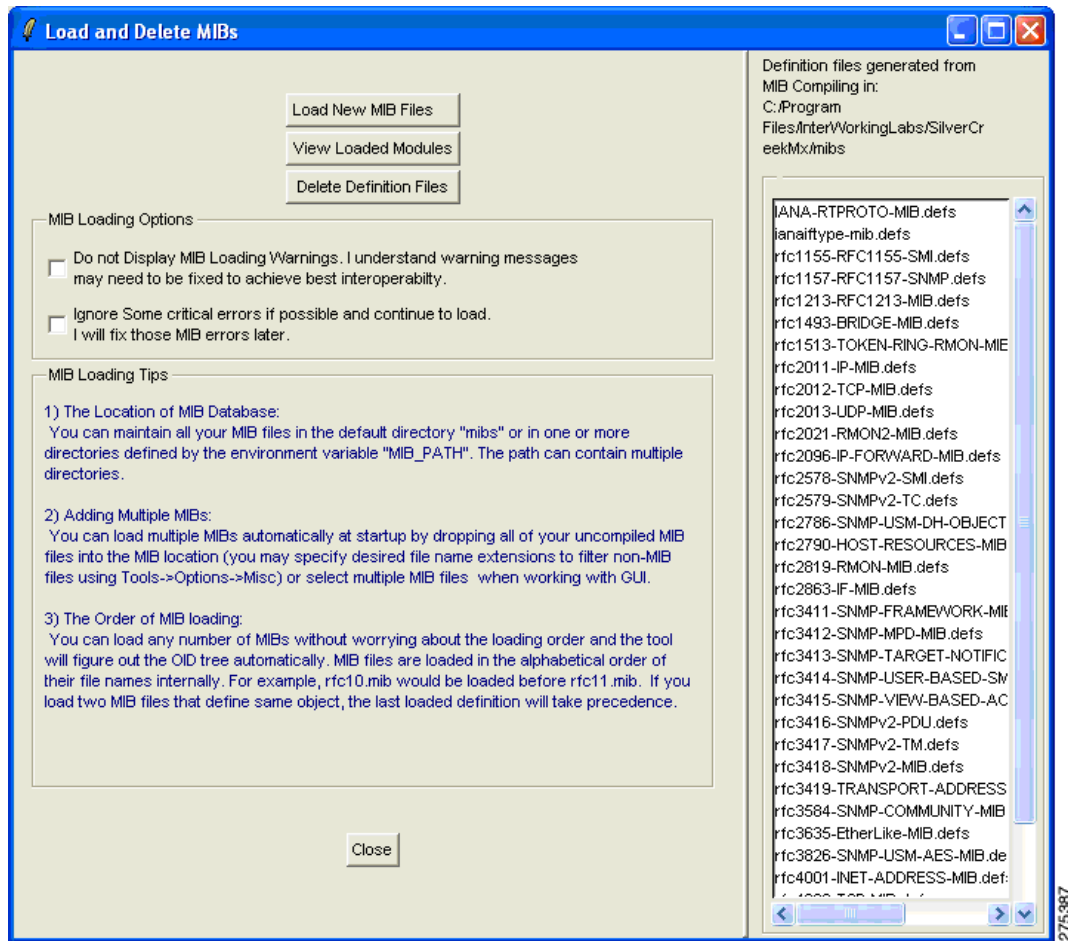 Load and Delete MIBs
Load New MIB Files
View Loaded Modules
Delete Definition Files
MIB Loading Options
Do not Display MIB Loading Warnings. I understand warning messages
may need to be fixed to achieve best interoperabilty.
Ignore Some critical errors if possible and continue to load.
I will fix those MIB errors later.
MIB Loading Tips
1) The Location of MIB Database:
You can maintain all your MIB files in the default directory "mibs" or in one or more
directories defined by the environment variable "MIB_PATH". The path can contain multiple
directories.
2) Adding Multiple MIBs:
You can load multiple MIBs automatically at startup by dropping all of your uncompiled MIB
files into the MIB location (you may specify desired file name extensions to filter non-MIB
files using Tools->Options->Misc) or select multiple MIB files when working with GUI.
3) The Order of MIB loading:
You can load any number of MIBs without worrying about the loading order and the tool
will figure out the OID tree automatically. MIB files are loaded in the alphabetical order of
their file names internally. For example, rfc10.mib would be loaded before rfc11.mib. If you
load two MIB files that define same object, the last loaded definition will take precedence.
Close
Definition files generated from
MIB Compiling in:
C:/Program
Files/InterWorkingLabs/SilverCr
eekMx/mibs
IANA-RTPROTO-MIB.defs
ianaiftype-mib.defs
rfc1155-RFC1155-SMI.defs
rfc1157-RFC1157-SNMP.defs
rfc1213-RFC1213-MIB.defs
rfc1493-BRIDGE-MIB.defs
rfc1513-TOKEN-RING-RMON-MIE
rfc2011-IP-MIB.defs
rfc2012-TCP-MIB.defs
rfc2013-UDP-MIB.defs
rfc2021-RMON2-MIB.defs
rfc2096-IP-FORWARD-MIB.defs
rfc2578-SNMPv2-SMI.defs
rfc2579-SNMPv2-TC.defs
rfc2786-SNMP-USM-DH-OBJECT
rfc2790-HOST-RESOURCES-MIB
rfc2819-RMON-MIB.defs
rfc2863-IF-MIB.defs
rfc3411-SNMP-FRAMEWORK-MIE
rfc3412-SNMP-MPD-MIB.defs
rfc3413-SNMP-TARGET-NOTIFIC
rfc3414-SNMP-USER-BASED-SM
rfc3415-SNMP-VIEW-BASED-AC
rfc3416-SNMPv2-PDU.defs
rfc3417-SNMPv2-TM.defs
rfc3418-SNMPv2-MIB.defs
rfc3419-TRANSPORT-ADDRESS
rfc3584-SNMP-COMMUNITY-MIB
rfc3635-EtherLike-MIB.defs
rfc3826-SNMP-USM-AES-MIB.de
rfc4001-INET-ADDRESS-MIB.def
275387